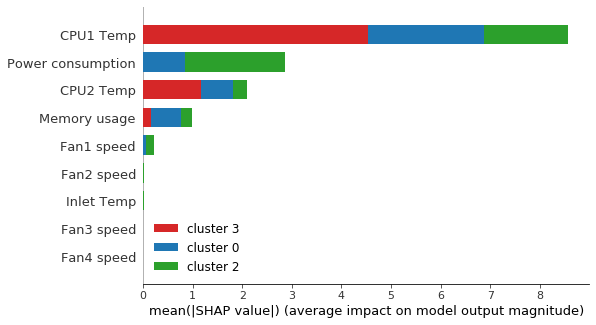 CPU1 Temp
Power consumption
CPU2 Temp
Memory usage
Fan1 speed
Fan2 speed
Inlet Temp
Fan3 speed
Fan4 speed
cluster 3
cluster 0
cluster 2
0 1 2 3 4 5 6 7 8
mean(|SHAP value|) (average impact on model output magnitude)